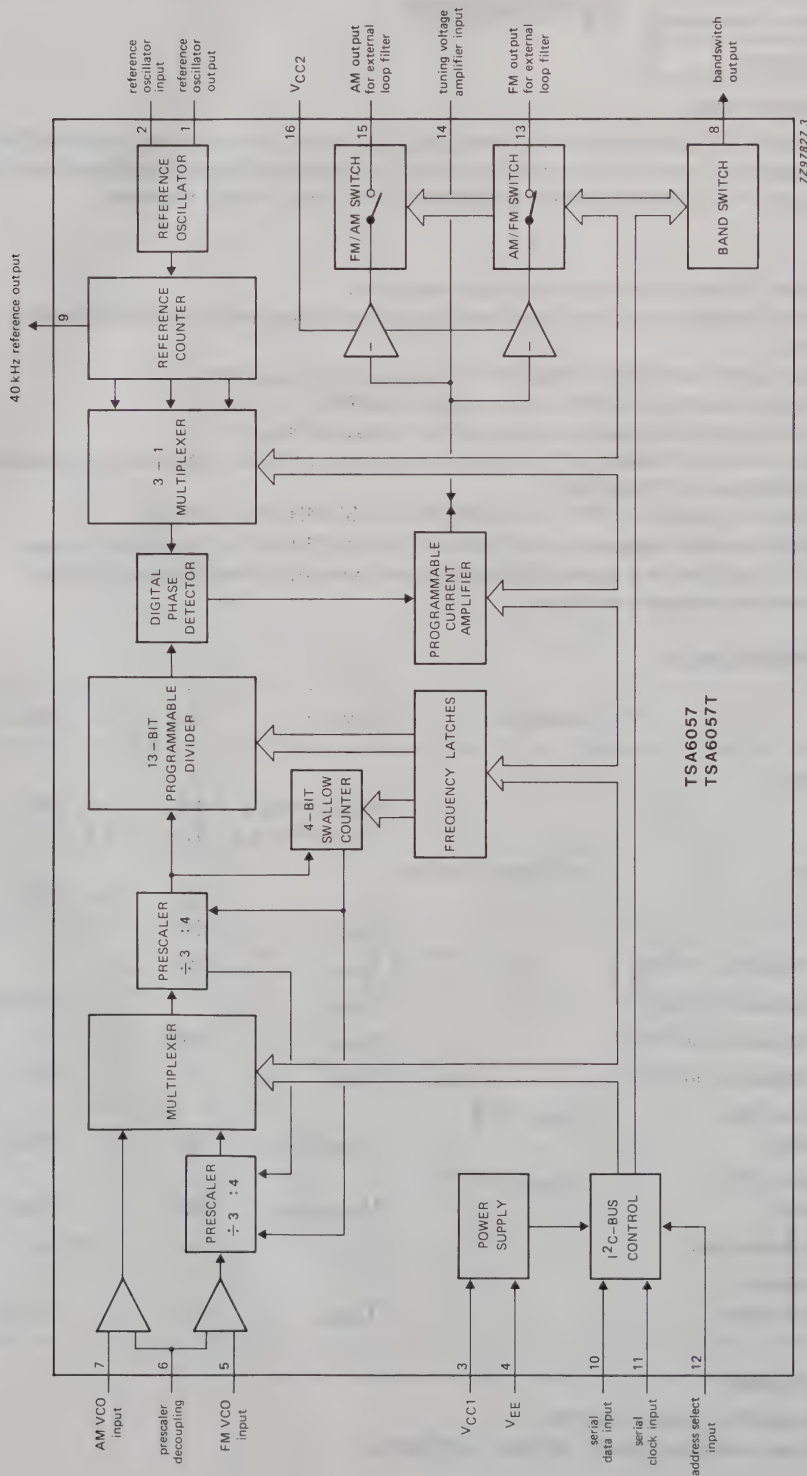 40 kHz reference output
9
reference
oscillator
input
2
reference
oscillator
output
1
REFERENCE
OSCILLATOR
REFERENCE
COUNTER
3 – 1
MULTIPLEXER
DIGITAL
PHASE
DETECTOR
13–BIT
PROGRAMMABLE
DIVIDER
4–BIT
SWALLOW
COUNTER
PRESCALER
÷ 3 : 4
MULTIPLEXER
PRESCALER
÷ 3 : 4
AM VCO
input
7
prescaler
decoupling
6
FM VCO
input
5
VCC2
16
AM output
for external
loop filter
15
FM/AM SWITCH
tuning voltage
amplifier input
14
FM output
for external
loop filter
13
AM/FM SWITCH
–
–
PROGRAMMABLE
CURRENT
AMPLIFIER
FREQUENCY LATCHES
POWER
SUPPLY
VCC1
3
VEE
4
I²C–BUS
CONTROL
serial
data input
10
serial
clock input
11
address select
input
12
TSA6057
TSA6057T
BAND SWITCH
8
bandswitch
output
7Z97827.3